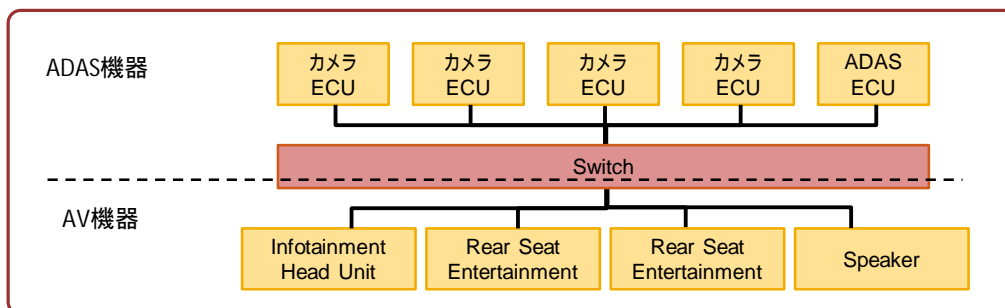 ADAS機器
カメラ
ECU
カメラ
ECU
カメラ
ECU
カメラ
ECU
ADAS
ECU
Switch
AV機器
Infotainment
Head Unit
Rear Seat
Entertainment
Rear Seat
Entertainment
Speaker